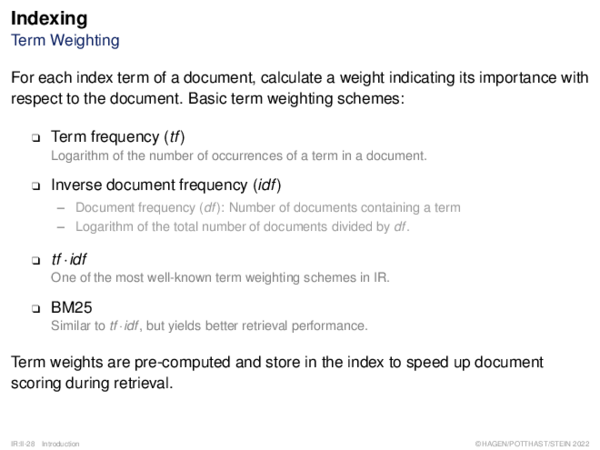 Indexing
Term Weighting
For each index term of a document, calculate a weight indicating its importance with
respect to the document. Basic term weighting schemes:
❑ Term frequency (tf)
Logarithm of the number of occurrences of a term in a document.
❑ Inverse document frequency (idf)
– Document frequency (df): Number of documents containing a term
– Logarithm of the total number of documents divided by df.
❑ tf · idf
One of the most well-known term weighting schemes in IR.
❑ BM25
Similar to tf · idf, but yields better retrieval performance.
Term weights are pre-computed and store in the index to speed up document
scoring during retrieval.
IR:II-28 Introduction © HAGEN/POTTHAST/STEIN 2022